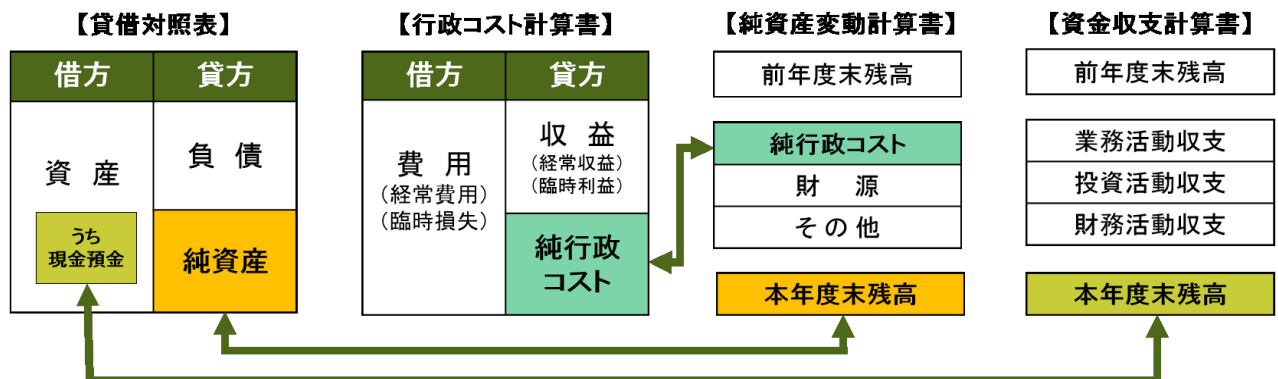 【貸借対照表】
借方
貸方
資 産
うち
現金預金
負 債
純資産
【行政コスト計算書】
借方
貸方
費 用
(経常費用)
(臨時損失)
収 益
(経常収益)
(臨時利益)
純行政
コスト
【純資産変動計算書】
前年度末残高
純行政コスト
財 源
その他
本年度末残高
【資金収支計算書】
前年度末残高
業務活動収支
投資活動収支
財務活動収支
本年度末残高